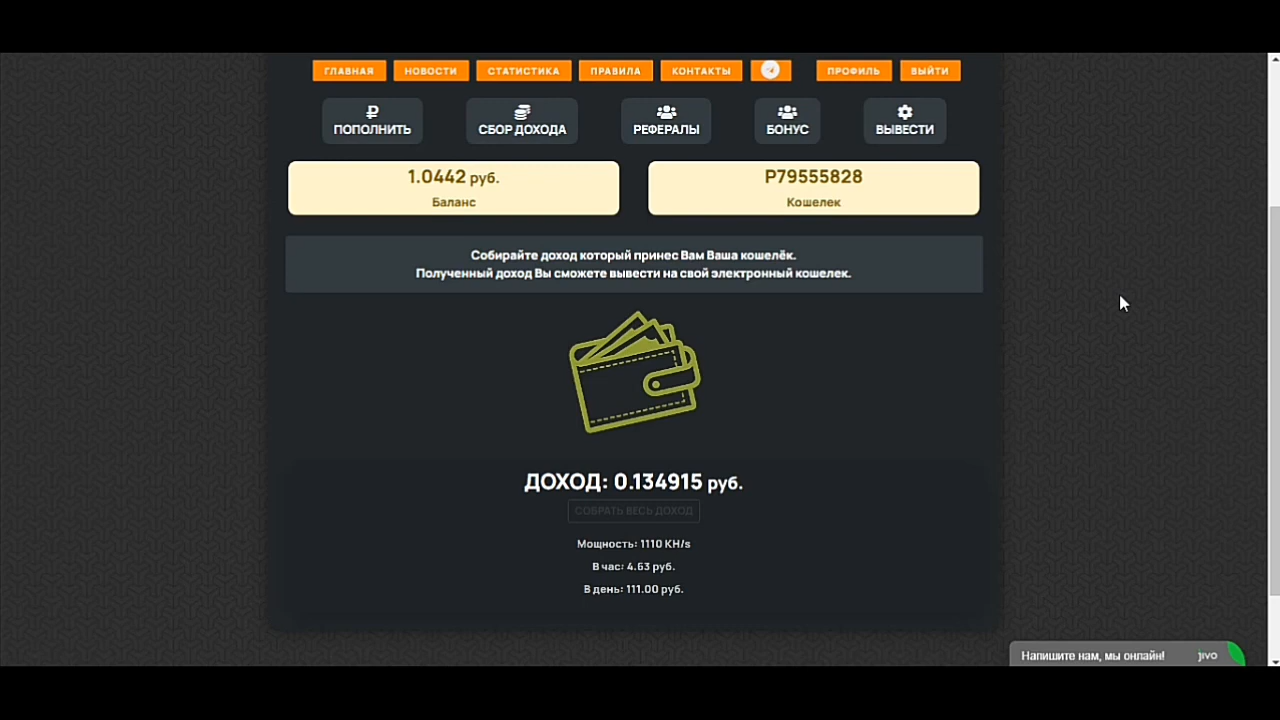 ГЛАВНАЯ НОВОСТИ СТАТИСТИКА ПРАВИЛА КОНТАКТЫ ПРОФИЛЬ ВЫЙТИ
ПОПОЛНИТЬ СБОР ДОХОДА РЕФЕРАЛЫ БОНУС ВЫВЕСТИ
1.0442 руб. P79555828
Баланс Кошелек
Собирайте доход который принес Вам Ваша кошелёк.
Полученный доход Вы сможете вывести на свой электронный кошелек.
ДОХОД: 0.134915 руб.
СОБРАТЬ ВЕСЬ ДОХОД
Мощность: 1110 KH/s
В час: 4.63 руб.
В день: 111.00 руб.
Напишите нам, мы онлайн! jivo